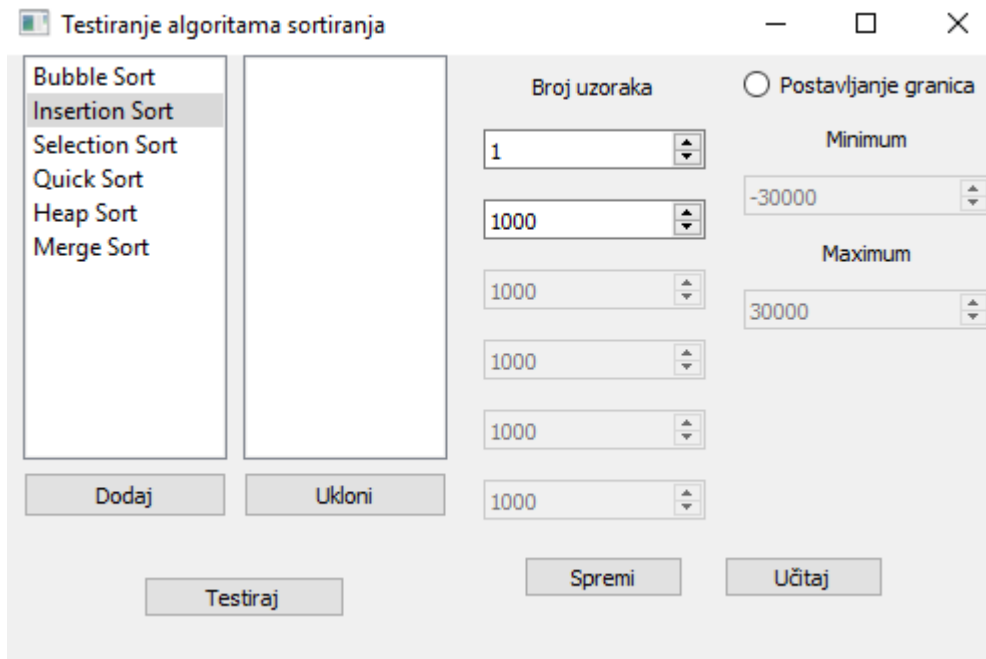 Testiranje algoritama sortiranja
Bubble Sort
Insertion Sort
Selection Sort
Quick Sort
Heap Sort
Merge Sort
Dodaj
Ukloni
Testiraj
Broj uzoraka
1
1000
1000
1000
1000
1000
Spremi
Učitaj
Postavljanje granica
Minimum
-30000
Maximum
30000